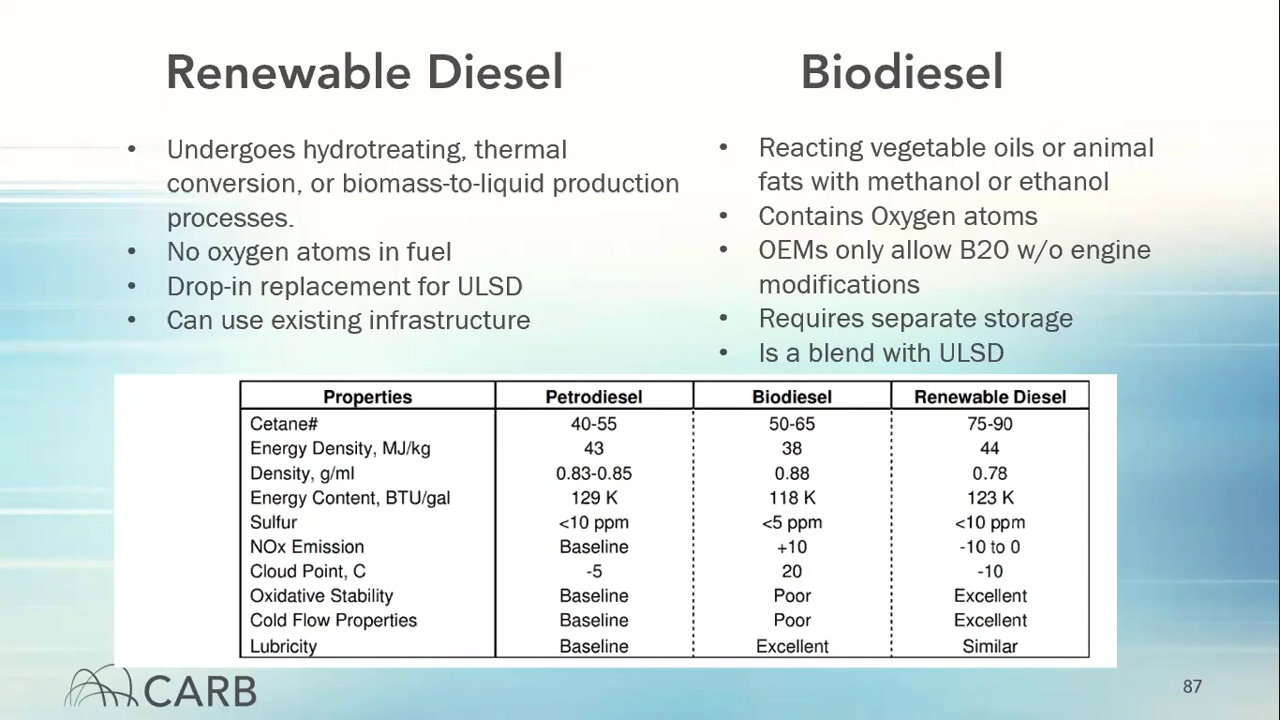 Renewable Diesel
• Undergoes hydrotreating, thermal
conversion, or biomass-to-liquid production
processes.
• No oxygen atoms in fuel
• Drop-in replacement for ULSD
• Can use existing infrastructure
Biodiesel
• Reacting vegetable oils or animal
fats with methanol or ethanol
• Contains Oxygen atoms
• OEMs only allow B20 w/o engine
modifications
• Requires separate storage
• Is a blend with ULSD
Properties Petrodiesel Biodiesel Renewable Diesel
Cetane# 40-55 50-65 75-90
Energy Density, MJ/kg 43 38 44
Density, g/ml 0.83-0.85 0.88 0.78
Energy Content, BTU/gal 129 K 118 K 123 K
Sulfur <10 ppm <5 ppm <10 ppm
NOx Emission Baseline +10 -10 to 0
Cloud Point, C -5 20 -10
Oxidative Stability Baseline Poor Excellent
Cold Flow Properties Baseline Poor Excellent
Lubricity Baseline Excellent Similar
CARB
87